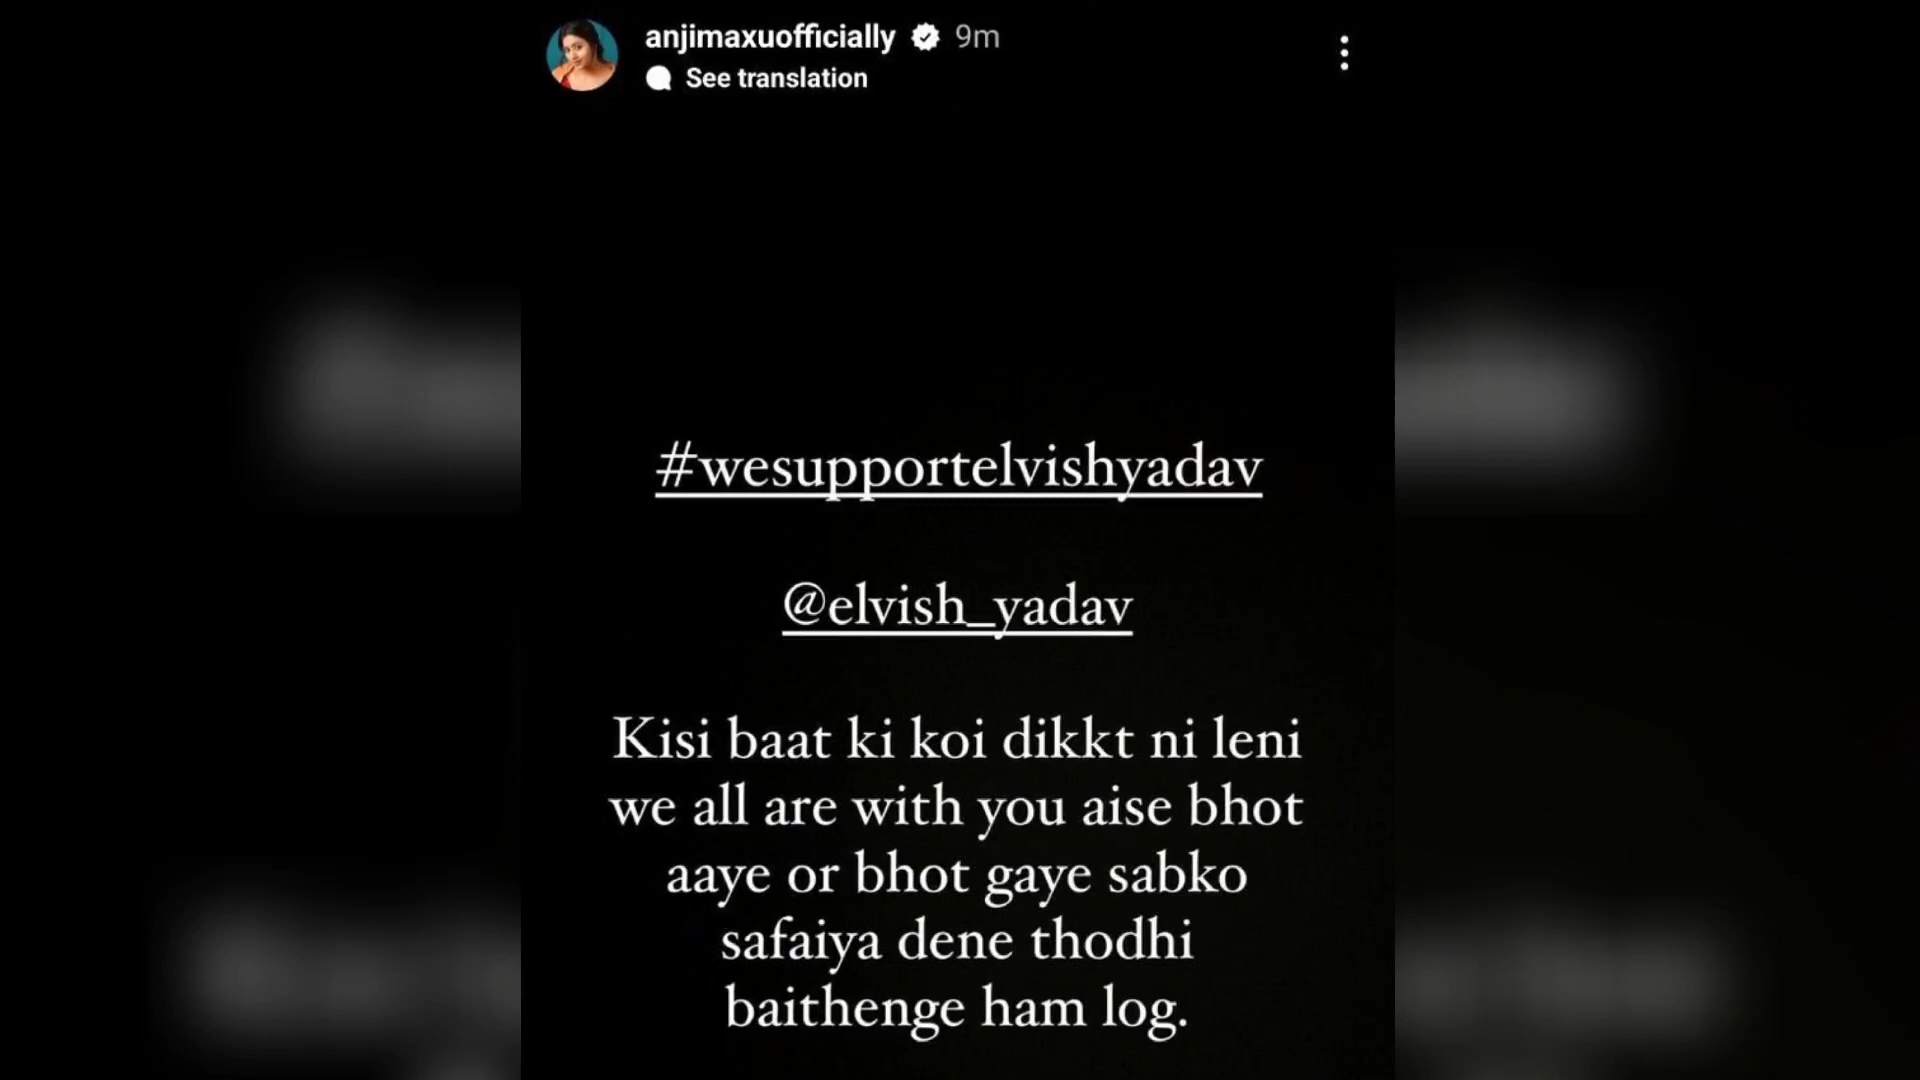 anjimaxuofficially 9m
See translation
#wesupportelvishyadav
@elvish_yadav
Kisi baat ki koi dikkt ni leni
we all are with you aise bhot
aaye or bhot gaye sabko
safaiya dene thodhi
baithenge ham log.